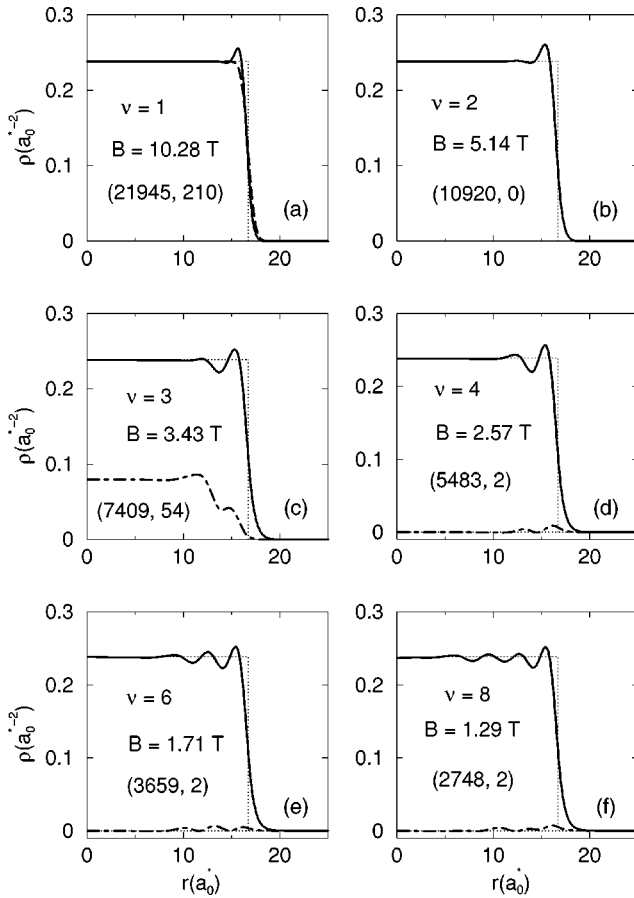 0.3
0.2
0.1
0
ρ(a₀*⁻²)
ν = 1
B = 10.28 T
(21945, 210)
(a)
0 10 20
0.3
0.2
0.1
0
ν = 2
B = 5.14 T
(10920, 0)
(b)
0 10 20
0.3
0.2
0.1
0
ρ(a₀*⁻²)
ν = 3
B = 3.43 T
(7409, 54)
(c)
0 10 20
0.3
0.2
0.1
0
ν = 4
B = 2.57 T
(5483, 2)
(d)
0 10 20
0.3
0.2
0.1
0
ρ(a₀*⁻²)
ν = 6
B = 1.71 T
(3659, 2)
(e)
0 10 20
r(a₀*)
0.3
0.2
0.1
0
ν = 8
B = 1.29 T
(2748, 2)
(f)
0 10 20
r(a₀*)